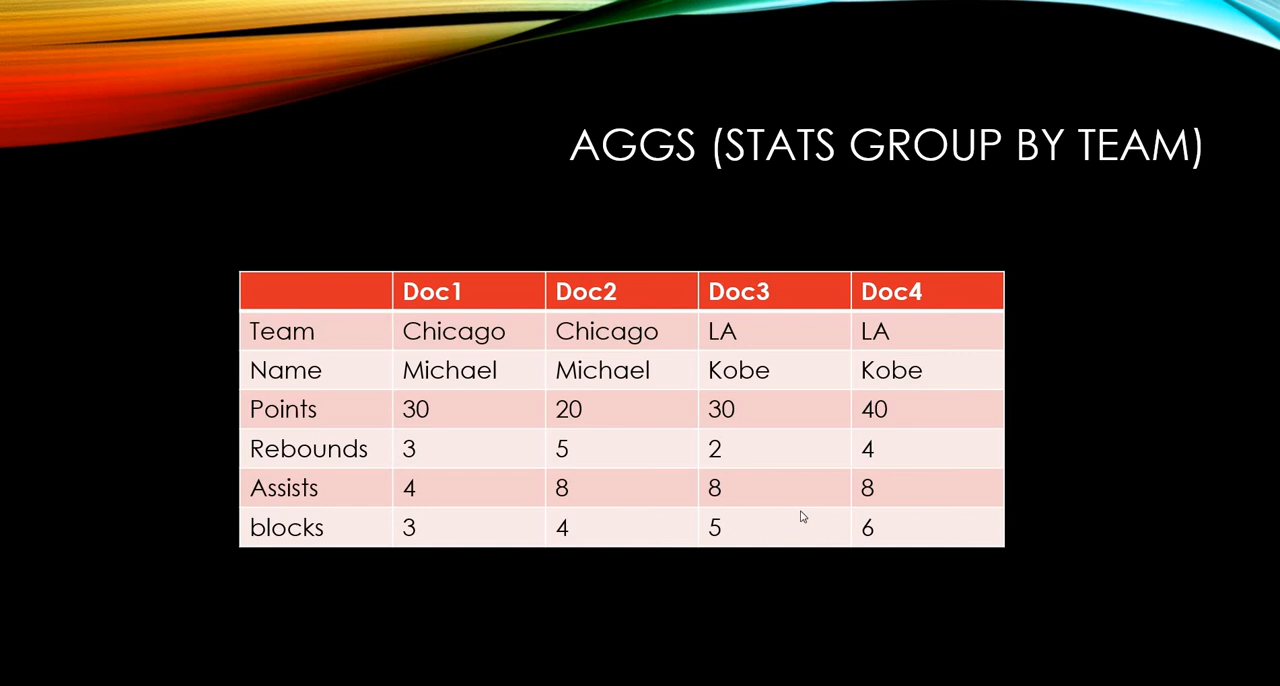 AGGS (STATS GROUP BY TEAM)
Doc1 Doc2 Doc3 Doc4
Team Chicago Chicago LA LA
Name Michael Michael Kobe Kobe
Points 30 20 30 40
Rebounds 3 5 2 4
Assists 4 8 8 8
blocks 3 4 5 6